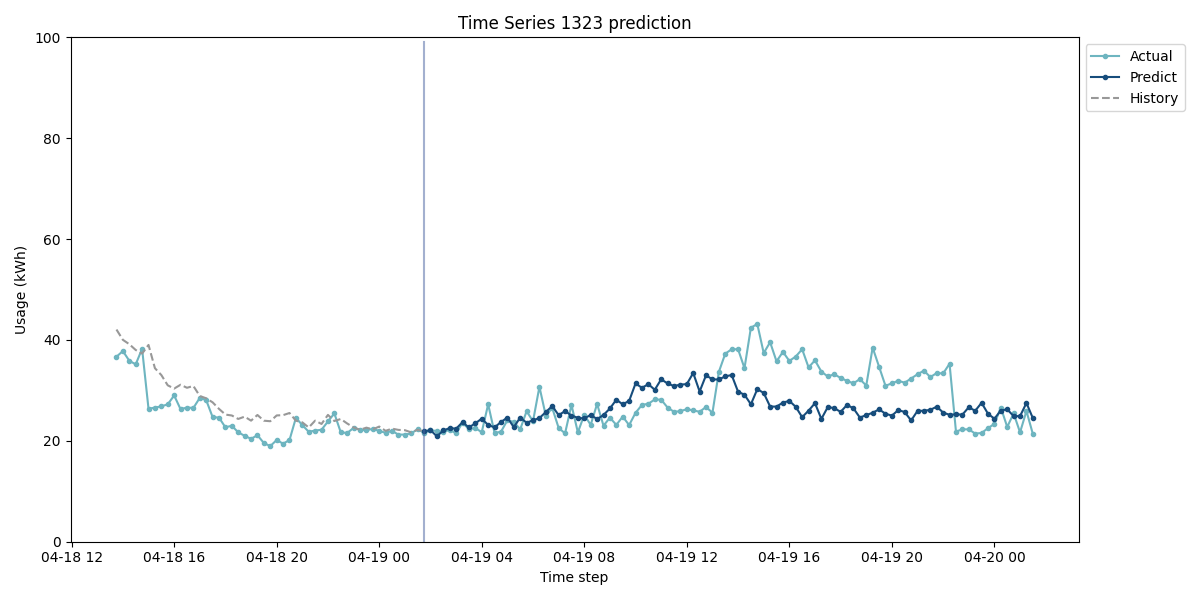 Time Series 1323 prediction
100
80
60
40
20
0
Usage (kWh)
04-18 12
04-18 16
04-18 20
04-19 00
04-19 04
04-19 08
04-19 12
04-19 16
04-19 20
04-20 00
Time step
Actual
Predict
History